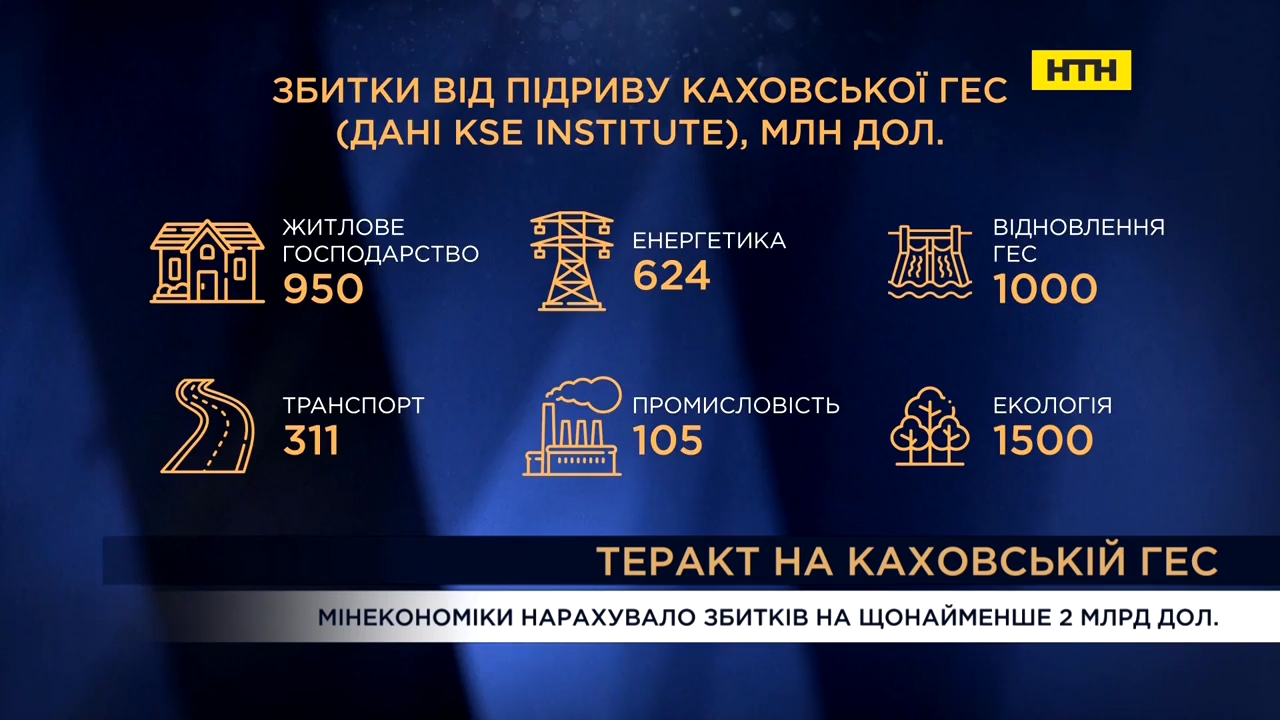 НТН
ЗБИТКИ ВІД ПІДРИВУ КАХОВСЬКОЇ ГЕС
(ДАНІ KSE INSTITUTE), МЛН ДОЛ.
ЖИТЛОВЕ
ГОСПОДАРСТВО
950
ЕНЕРГЕТИКА
624
ВІДНОВЛЕННЯ
ГЕС
1000
ТРАНСПОРТ
311
ПРОМИСЛОВІСТЬ
105
ЕКОЛОГІЯ
1500
ТЕРАКТ НА КАХОВСЬКІЙ ГЕС
МІНЕКОНОМІКИ НАРАХУВАЛО ЗБИТКІВ НА ЩОНАЙМЕНШЕ 2 МЛРД ДОЛ.